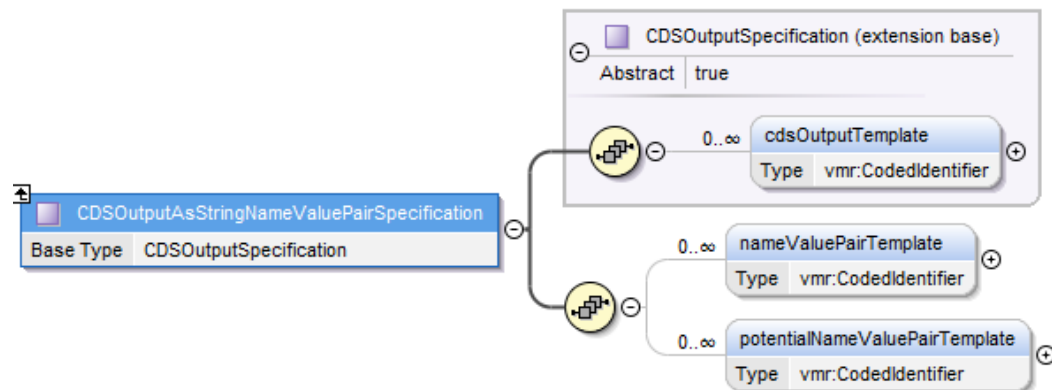 CDSOutputSpecification (extension base)
Abstract true
0..∞ cdsOutputTemplate
Type vmr:CodedIdentifier
CDSOutputAsStringNameValuePairSpecification
Base Type CDSOutputSpecification
0..∞ nameValuePairTemplate
Type vmr:CodedIdentifier
0..∞ potentialNameValuePairTemplate
Type vmr:CodedIdentifier